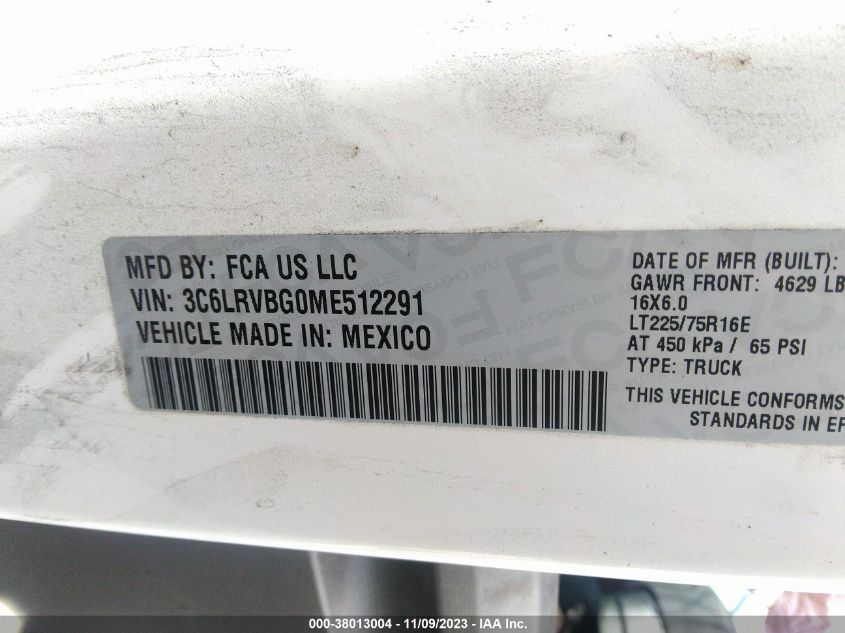 MFD BY: FCA US LLC
VIN: 3C6LRVBG0ME512291
VEHICLE MADE IN: MEXICO
DATE OF MFR (BUILT):
GAWR FRONT: 4629 LB
16X6.0
LT225/75R16E
AT 450 kPa / 65 PSI
TYPE: TRUCK
THIS VEHICLE CONFORMS
STANDARDS IN EF
000-38013004 - 11/09/2023 - IAA Inc.